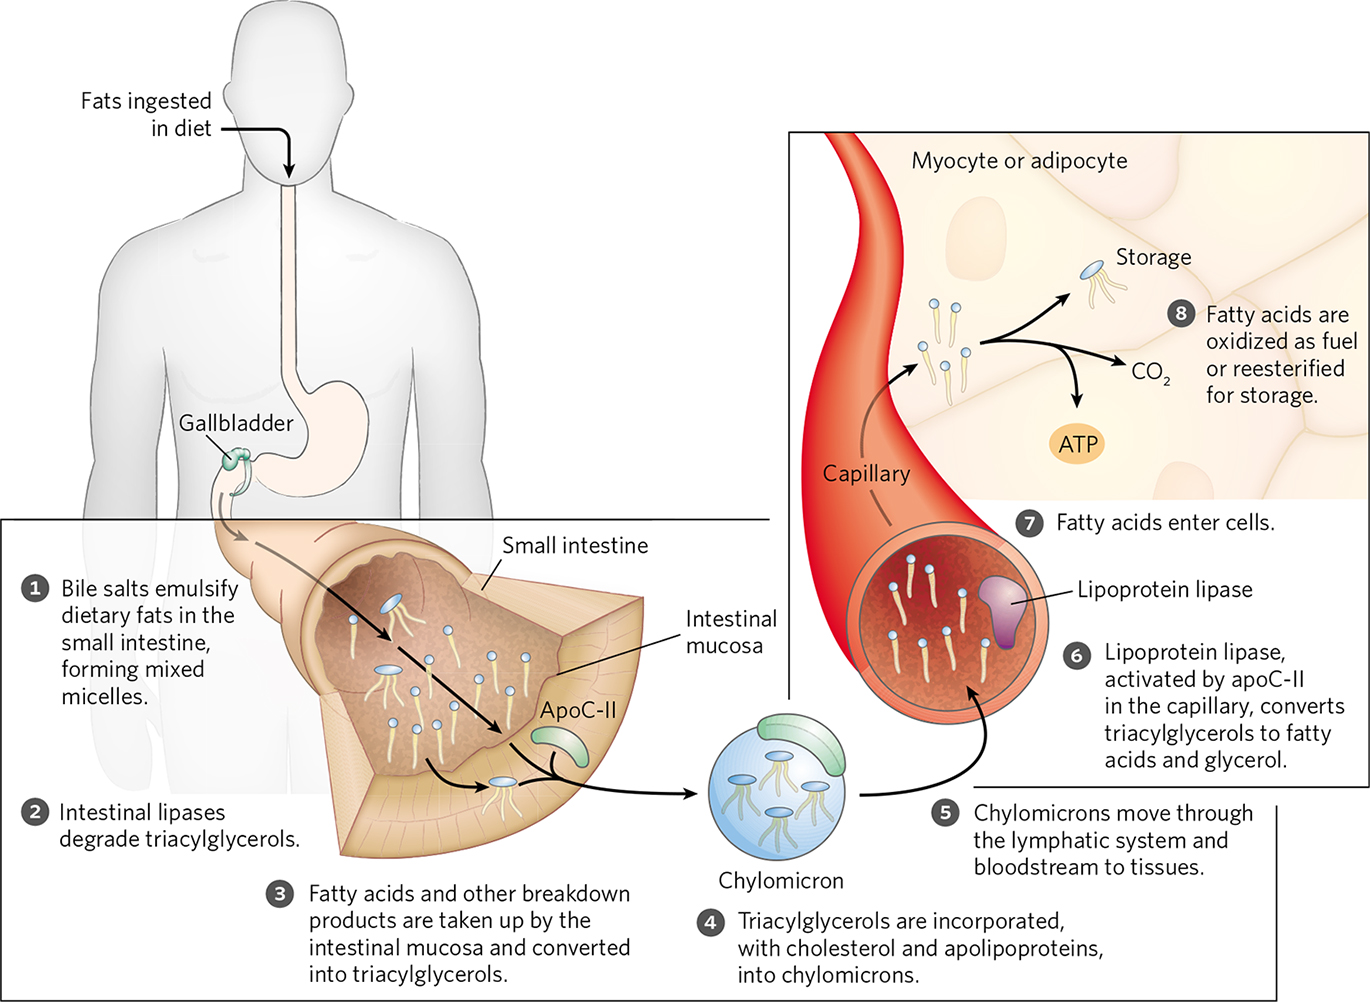 Fats ingested
in diet
Gallbladder
Small intestine
Intestinal
mucosa
ApoC-II
1 Bile salts emulsify
dietary fats in the
small intestine,
forming mixed
micelles.
2 Intestinal lipases
degrade triacylglycerols.
3 Fatty acids and other breakdown
products are taken up by the
intestinal mucosa and converted
into triacylglycerols.
Chylomicron
4 Triacylglycerols are incorporated,
with cholesterol and apolipoproteins,
into chylomicrons.
5 Chylomicrons move through
the lymphatic system and
bloodstream to tissues.
6 Lipoprotein lipase,
activated by apoC-II
in the capillary, converts
triacylglycerols to fatty
acids and glycerol.
Lipoprotein lipase
7 Fatty acids enter cells.
Capillary
Myocyte or adipocyte
Storage
8 Fatty acids are
oxidized as fuel
or reesterified
for storage.
CO₂
ATP